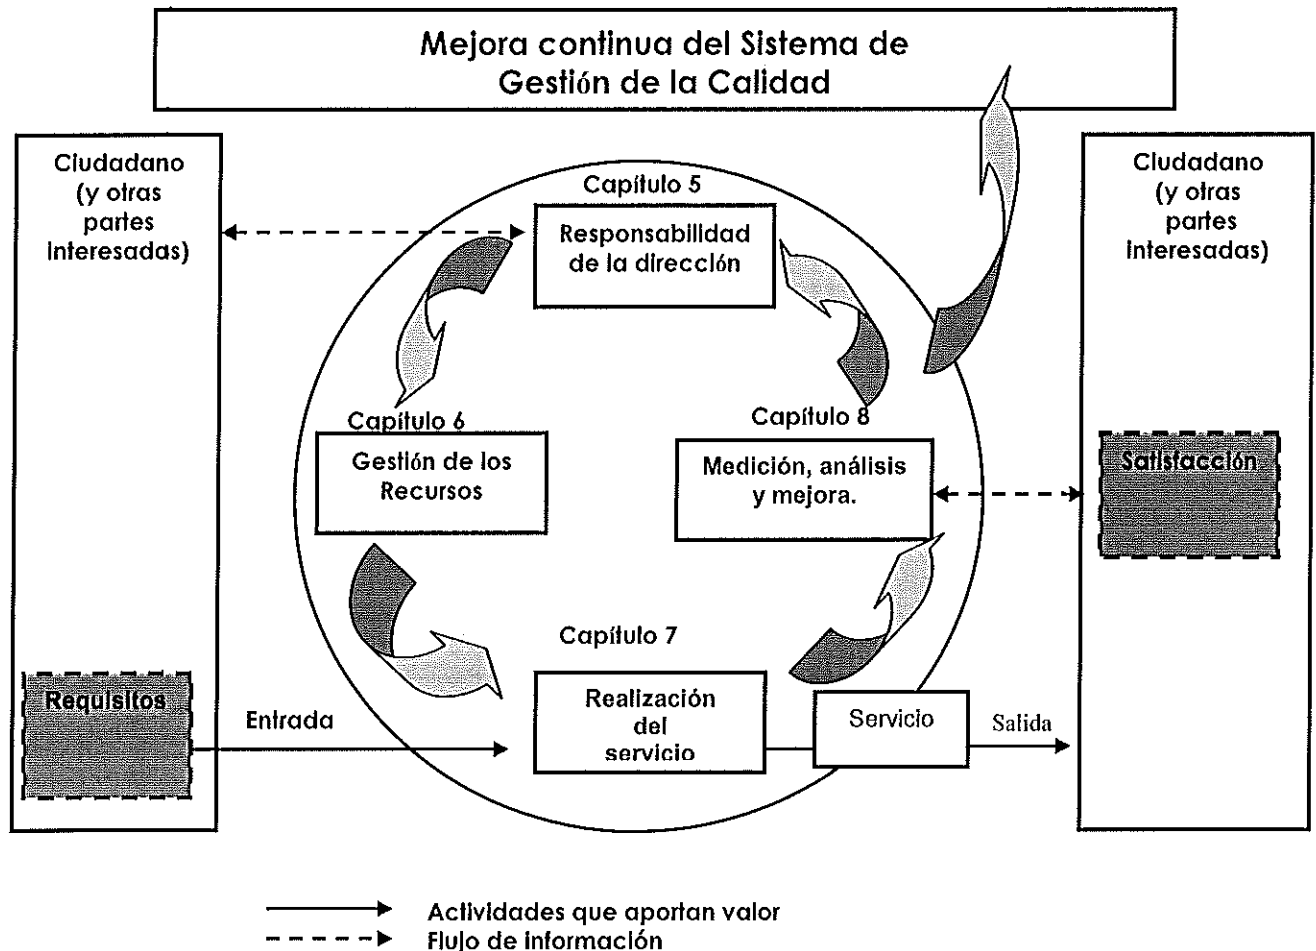 Mejora continua del Sistema de
Gestión de la Calidad
Ciudadano
(y otras
partes
interesadas)
Capítulo 5
Responsabilidad
de la dirección
Ciudadano
(y otras
partes
interesadas)
Capítulo 6
Gestión de los
Recursos
Capítulo 8
Medición, análisis
y mejora.
Satisfacción
Capítulo 7
Requisitos
Entrada
Realización
del
servicio
Servicio
Salida
Actividades que aportan valor
Flujo de información